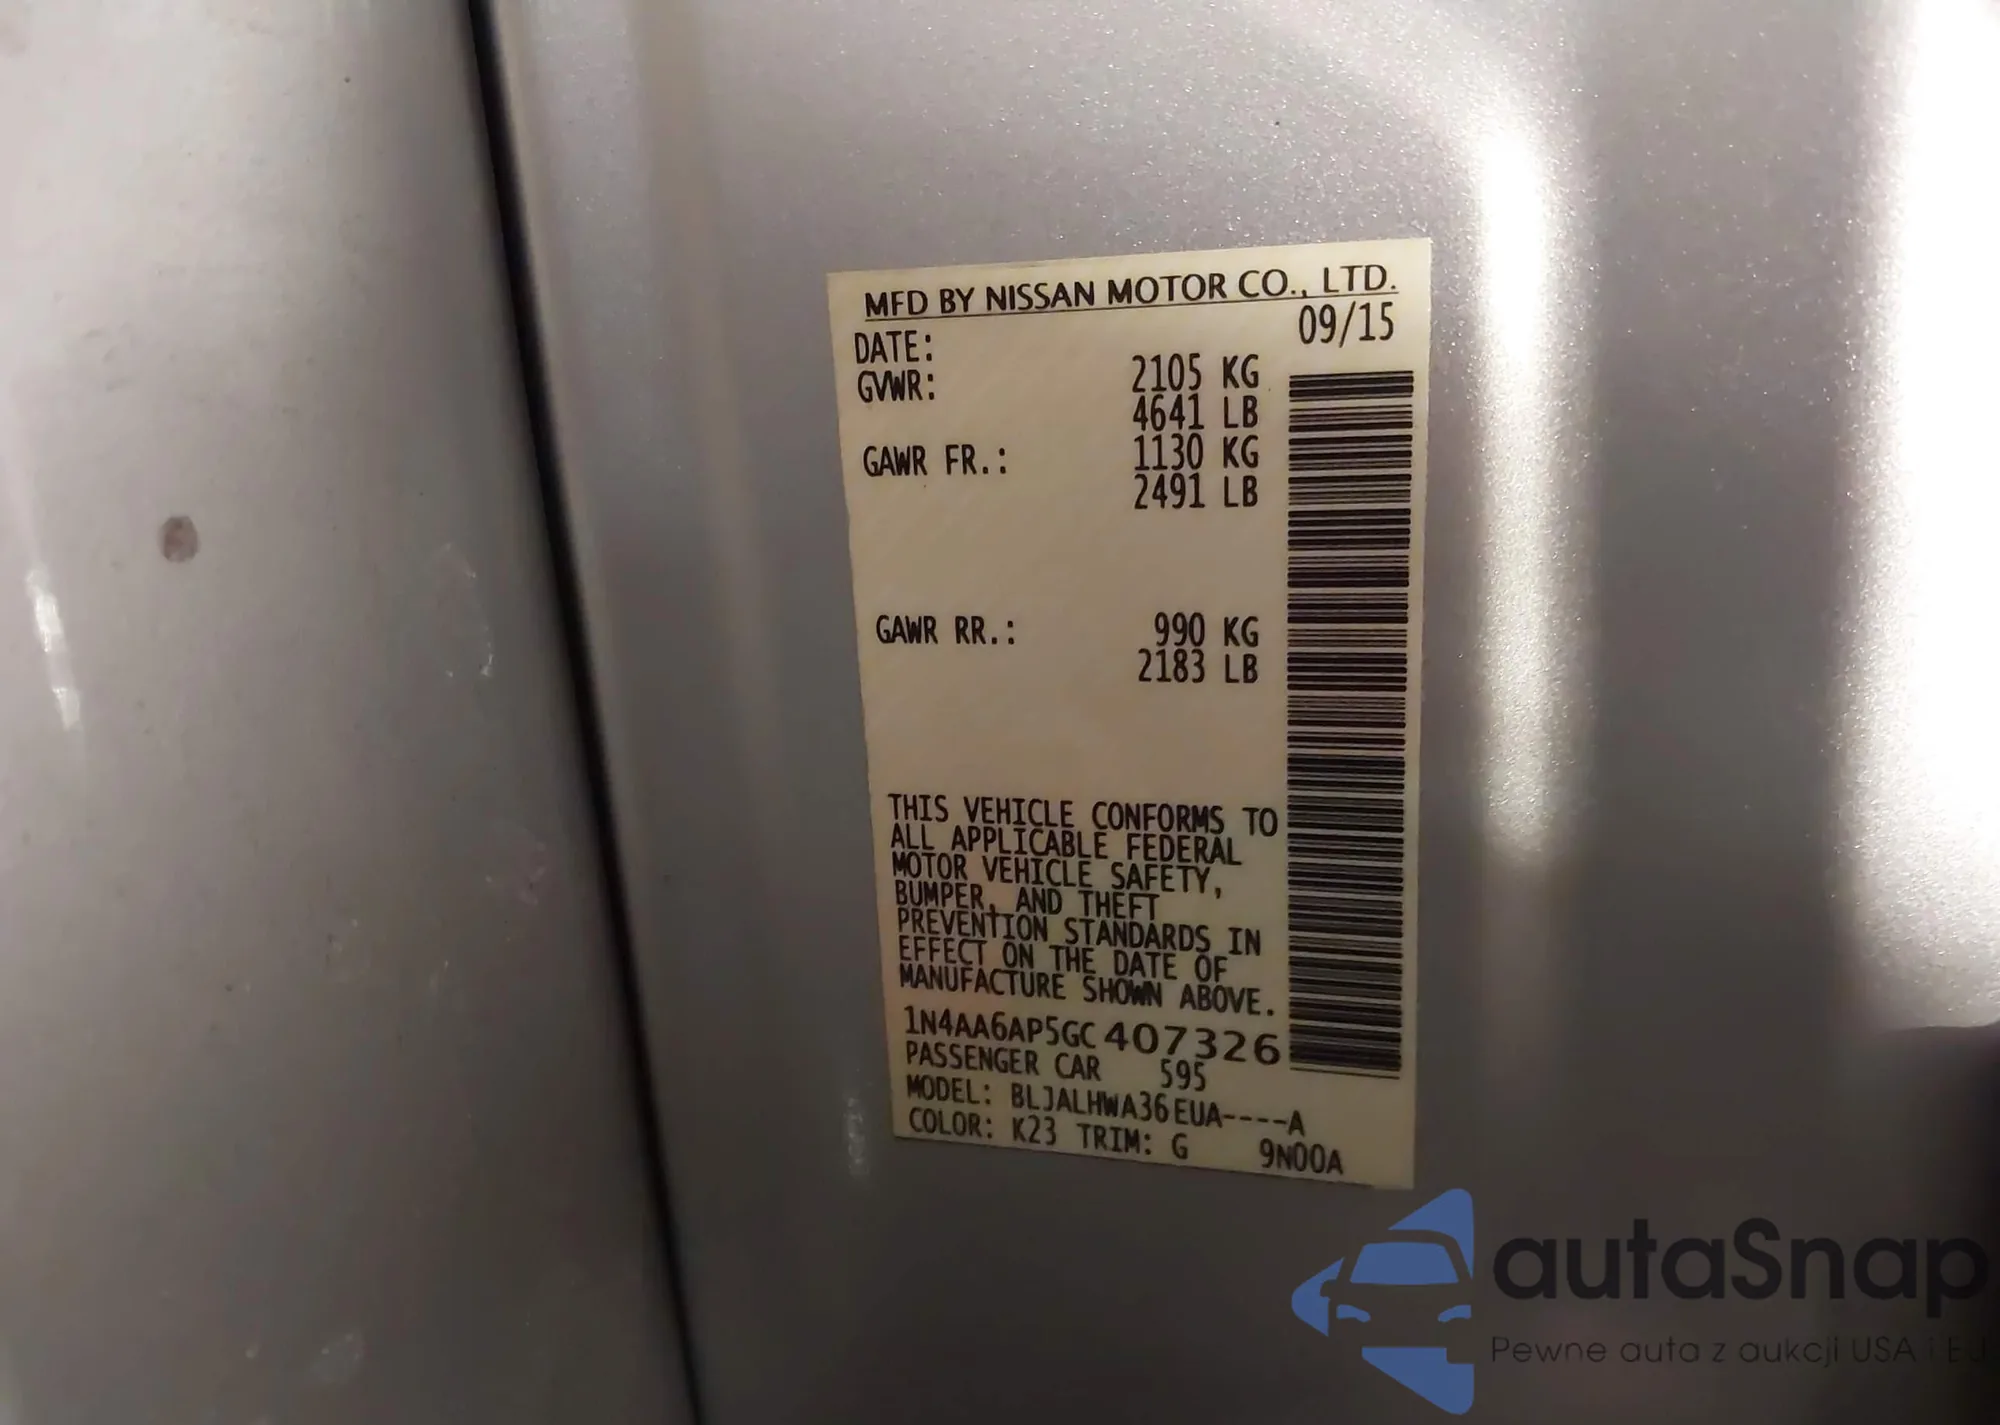 MFD BY NISSAN MOTOR CO., LTD.
DATE: 09/15
GVWR: 2105 KG
4641 LB
GAWR FR.: 1130 KG
2491 LB
GAWR RR.: 990 KG
2183 LB
THIS VEHICLE CONFORMS TO
ALL APPLICABLE FEDERAL
MOTOR VEHICLE SAFETY,
BUMPER, AND THEFT
PREVENTION STANDARDS IN
EFFECT ON THE DATE OF
MANUFACTURE SHOWN ABOVE.
1N4AA6AP5GC407326
PASSENGER CAR 595
MODEL: BLJALHWA36EUA----A
COLOR: K23 TRIM: G 9N00A
autaSnap
Pewne auta z aukcji USA i EU